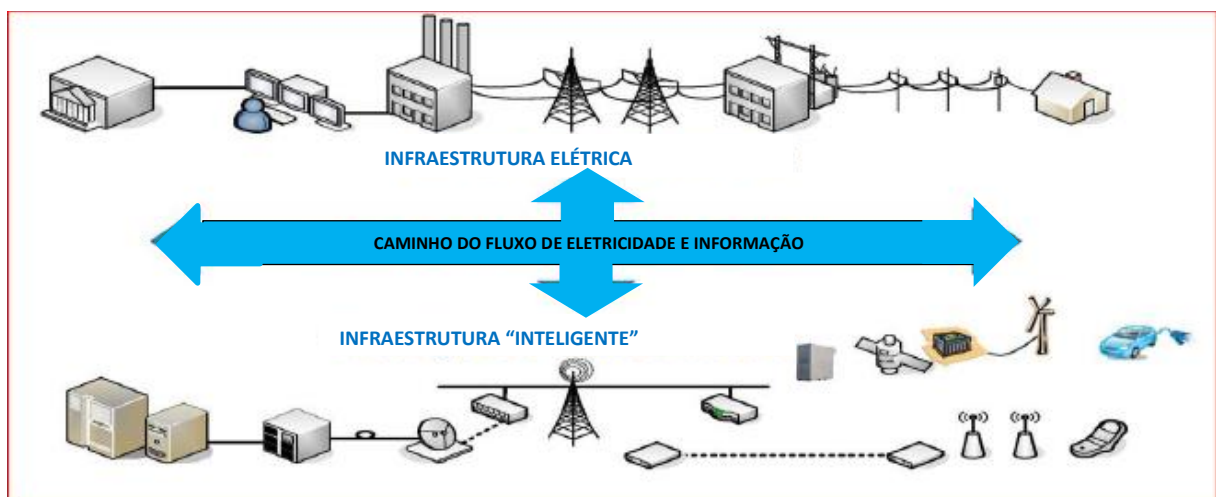 INFRAESTRUTURA ELÉTRICA
CAMINHO DO FLUXO DE ELETRICIDADE E INFORMAÇÃO
INFRAESTRUTURA “INTELIGENTE”